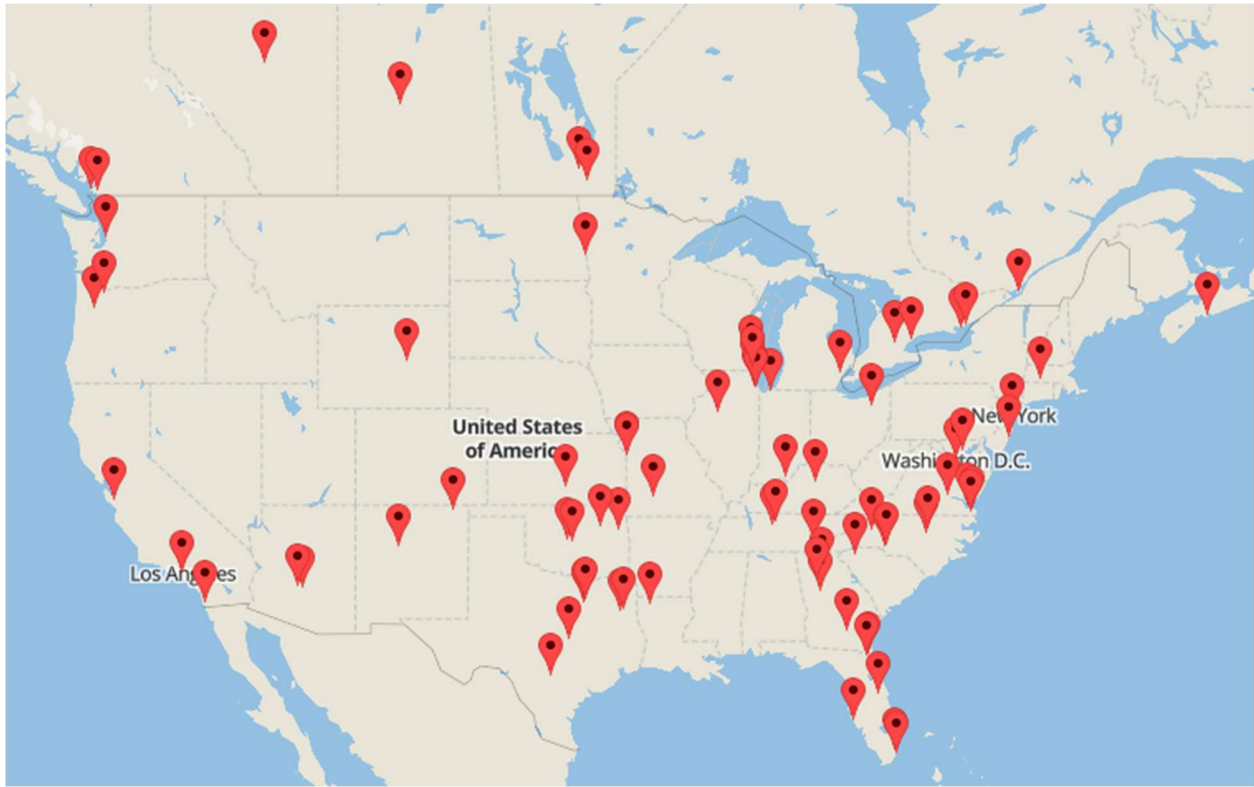 United States
of America
New York
Washington D.C.
Los Angeles